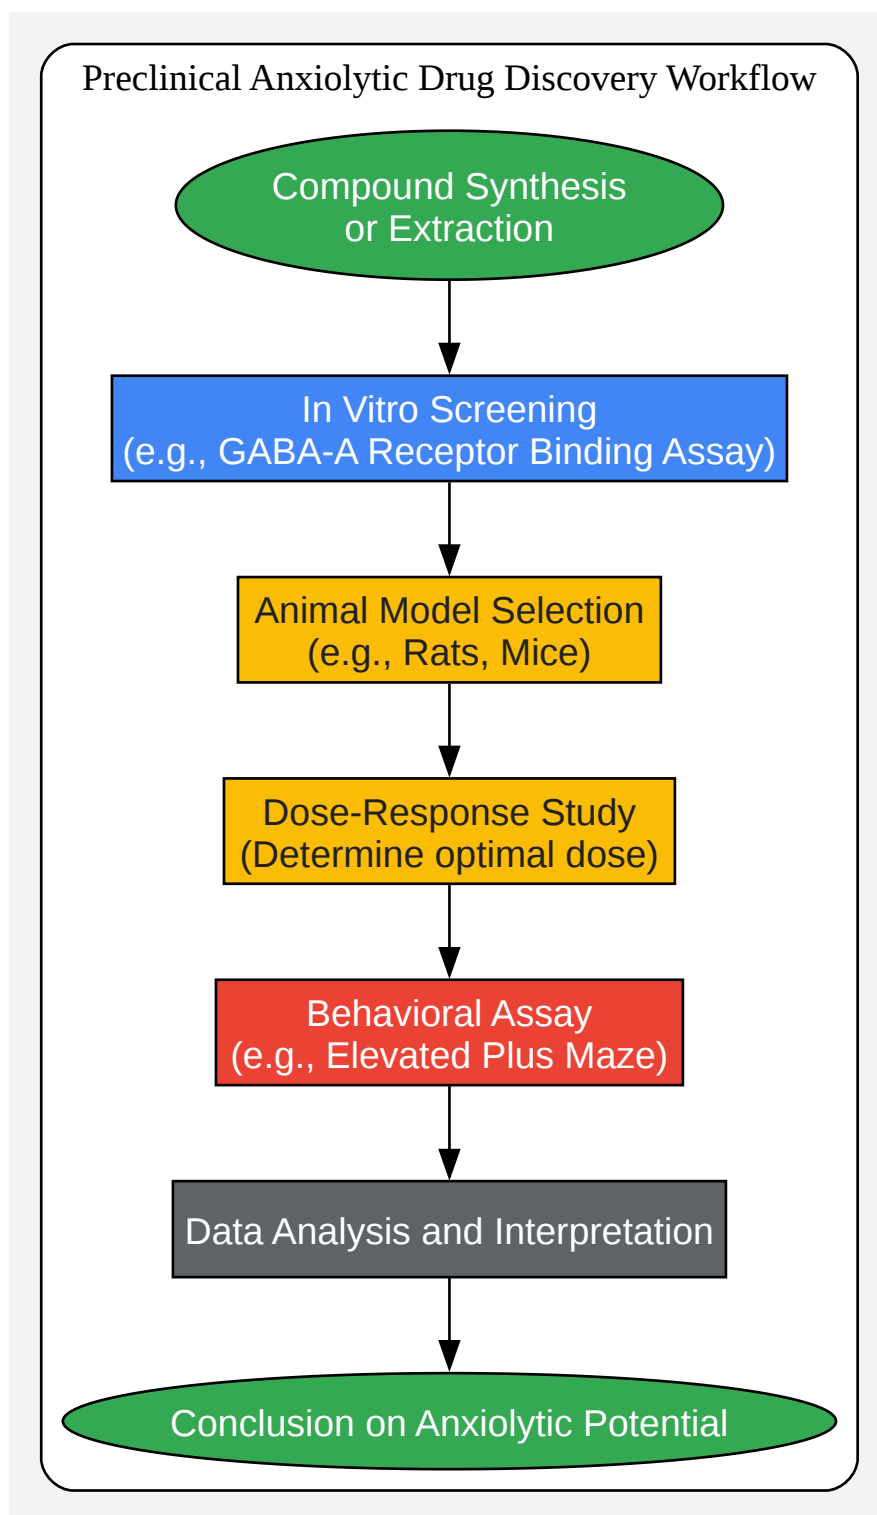 Preclinical Anxiolytic Drug Discovery Workflow
Compound Synthesis
or Extraction
In Vitro Screening
(e.g., GABA-A Receptor Binding Assay)
Animal Model Selection
(e.g., Rats, Mice)
Dose-Response Study
(Determine optimal dose)
Behavioral Assay
(e.g., Elevated Plus Maze)
Data Analysis and Interpretation
Conclusion on Anxiolytic Potential